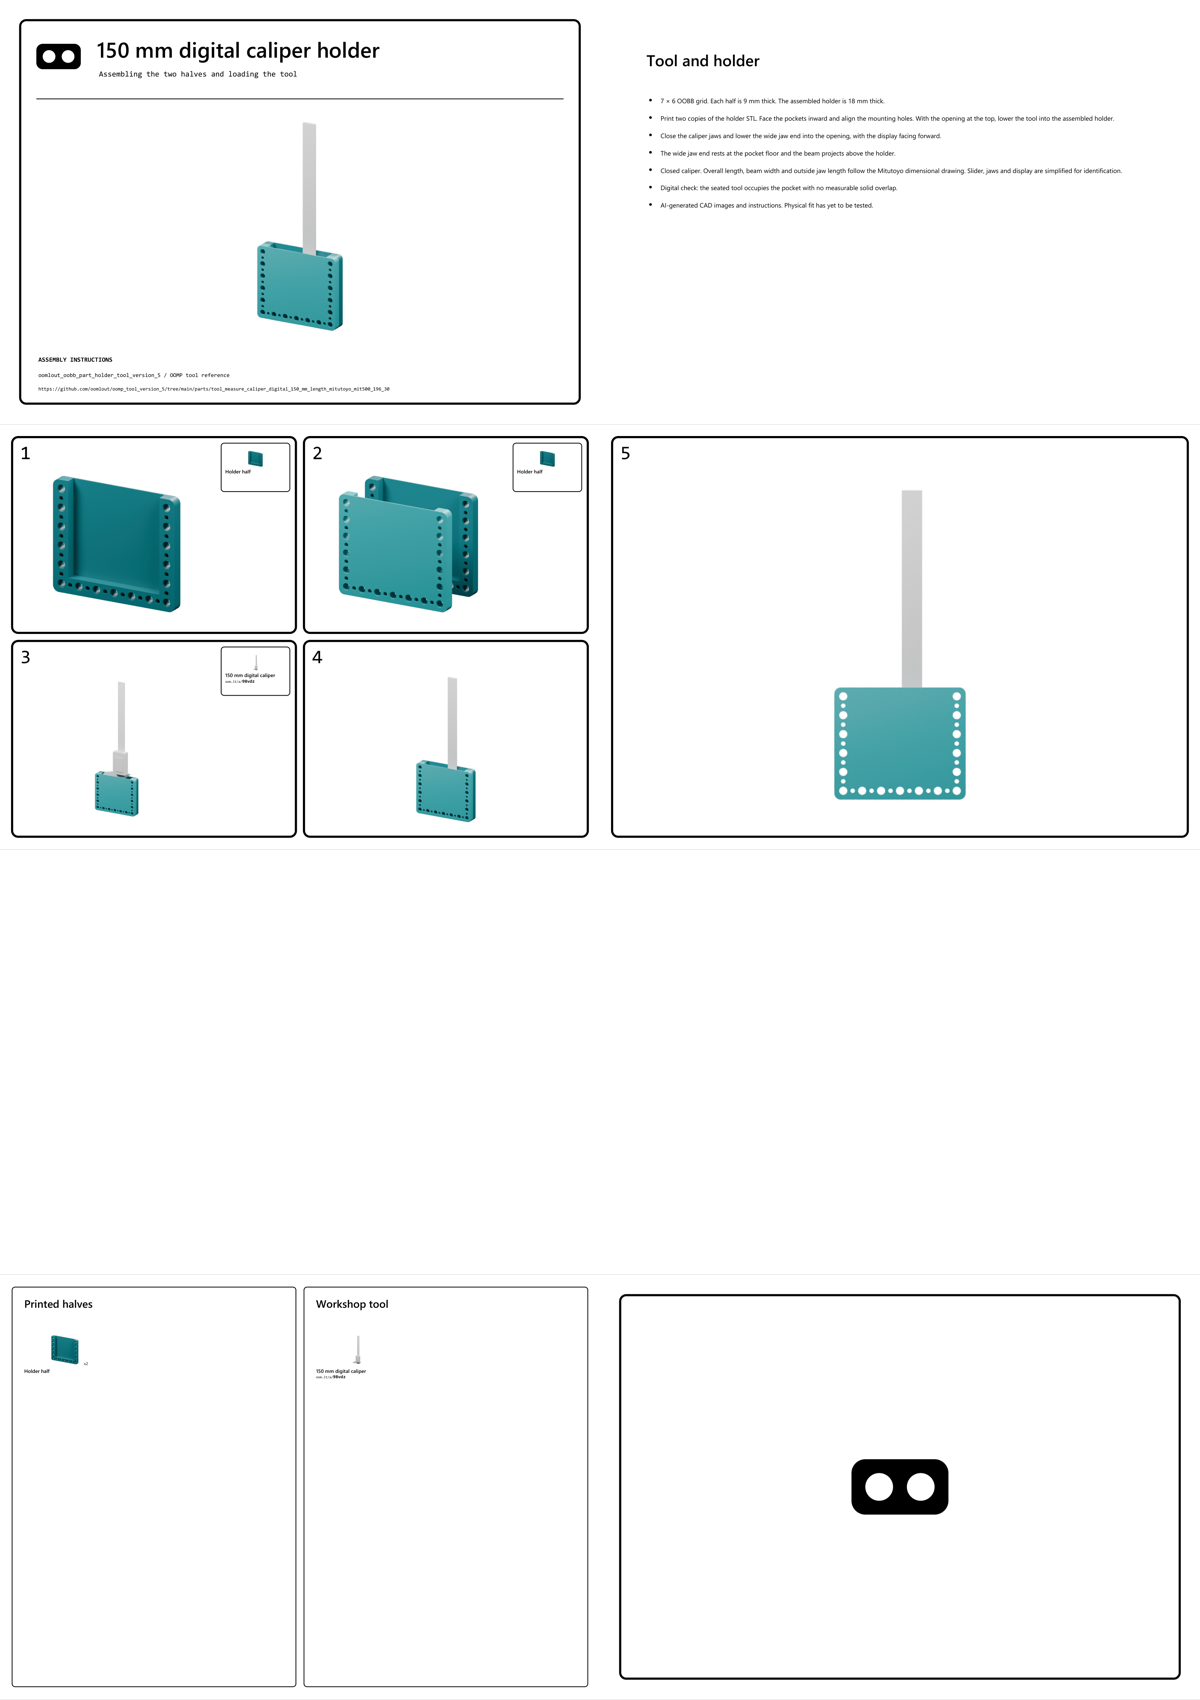 150 mm digital caliper holder
Assembling the two halves and loading the tool
ASSEMBLY INSTRUCTIONS
oomlout_oobb_part_holder_tool_version_5 / OOMP tool reference
https://github.com/oomlout/oomp_tool_version_5/tree/main/parts/tool_measure_caliper_digital_150_mm_length_mitutoyo_mit500_196_30
Tool and holder
• 7 × 6 OOBB grid. Each half is 9 mm thick. The assembled holder is 18 mm thick.
• Print two copies of the holder STL. Face the pockets inward and align the mounting holes. With the opening at the top, lower the tool into the assembled holder.
• Close the caliper jaws and lower the wide jaw end into the opening, with the display facing forward.
• The wide jaw end rests at the pocket floor and the beam projects above the holder.
• Closed caliper. Overall length, beam width and outside jaw length follow the Mitutoyo dimensional drawing. Slider, jaws and display are simplified for identification.
• Digital check: the seated tool occupies the pocket with no measurable solid overlap.
• AI-generated CAD images and instructions. Physical fit has yet to be tested.
1
Holder half
2
Holder half
3
150 mm digital caliper
4
5
Printed halves
x2
Holder half
Workshop tool
150 mm digital caliper